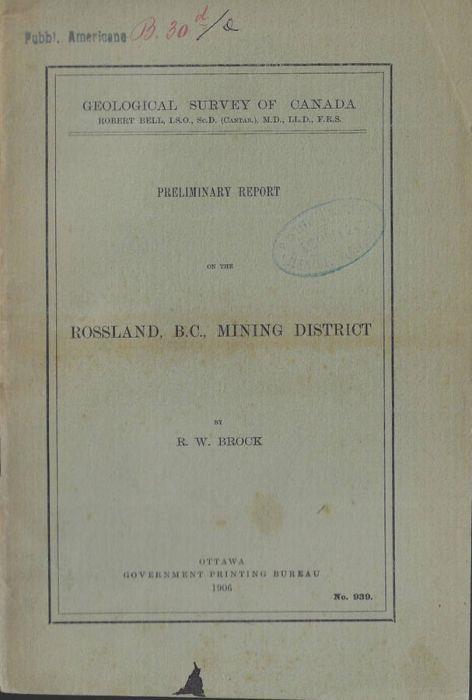 Pubbl. Americane B. 30 d
GEOLOGICAL SURVEY OF CANADA
ROBERT BELL, I.S.O., Sc.D. (CANTAB.), M.D., LL.D., F.R.S.
PRELIMINARY REPORT
ON THE
ROSSLAND, B.C., MINING DISTRICT
BY
R. W. BROCK
OTTAWA
GOVERNMENT PRINTING BUREAU
1906
No. 939.